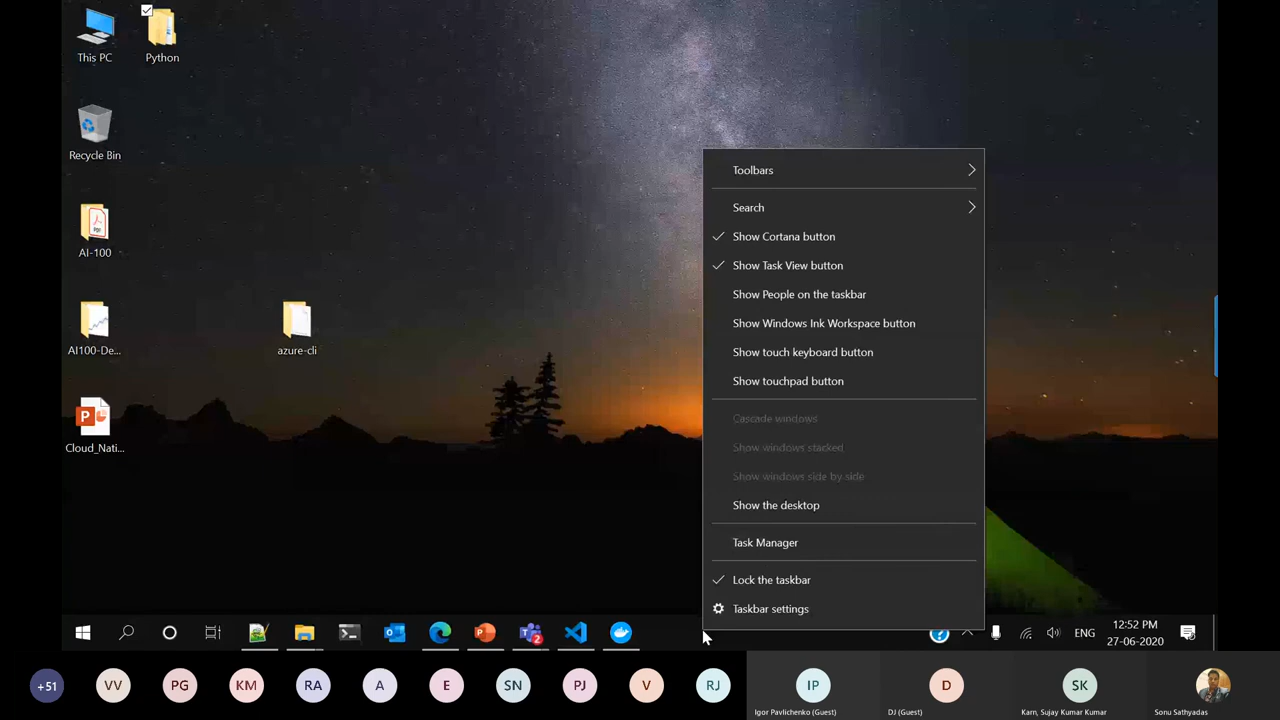 This PC
Python
Recycle Bin
AI-100
AI100-De...
azure-cli
Cloud_Nati...
Toolbars
Search
Show Cortana button
Show Task View button
Show People on the taskbar
Show Windows Ink Workspace button
Show touch keyboard button
Show touchpad button
Cascade windows
Show windows stacked
Show windows side by side
Show the desktop
Task Manager
Lock the taskbar
Taskbar settings
2
ENG
12:52 PM
27-06-2020
+51
VV
PG
KM
RA
A
E
SN
PJ
V
RJ
IP
D
SK
Igor Pavlichenko (Guest)
DJ (Guest)
Karn, Sujay Kumar Kumar
Sonu Sathyadas